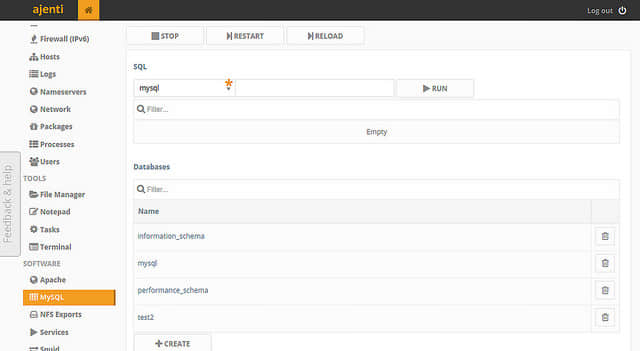 ajenti
Log out
Firewall (IPv6)
Hosts
Logs
Nameservers
Network
Packages
Processes
Users
TOOLS
File Manager
Notepad
Tasks
Terminal
SOFTWARE
Apache
MySQL
NFS Exports
Services
Squid
Feedback & help
STOP
RESTART
RELOAD
SQL
mysql
RUN
Filter...
Empty
Databases
Filter...
Name
information_schema
mysql
performance_schema
test2
CREATE